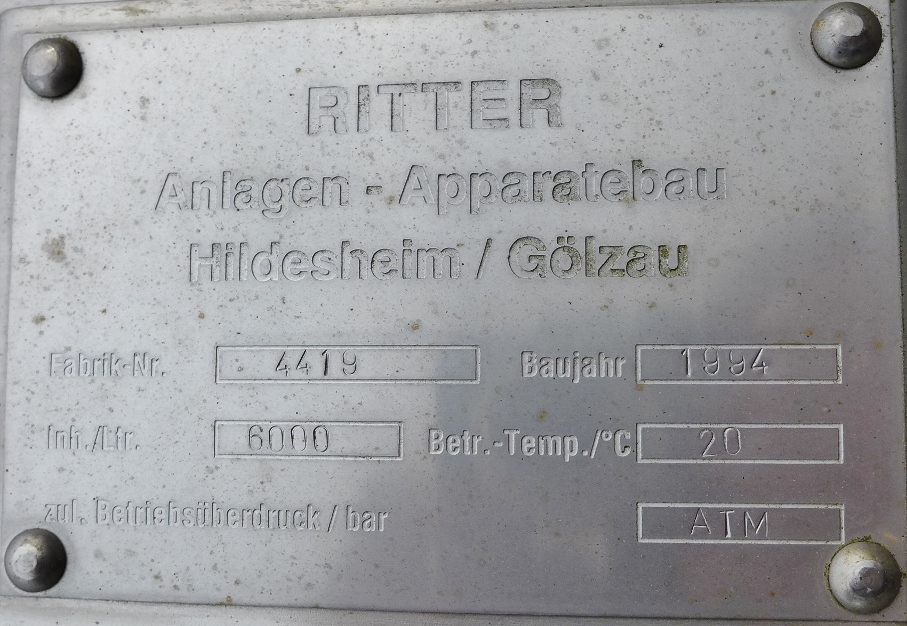 RITTER
Anlagen - Apparatebau
Hildesheim / Gölzau
Fabrik-Nr. 4419 Baujahr 1994
Inh./Ltr. 6000 Betr.-Temp./°C 20
zul. Betriebsüberdruck / bar ATM